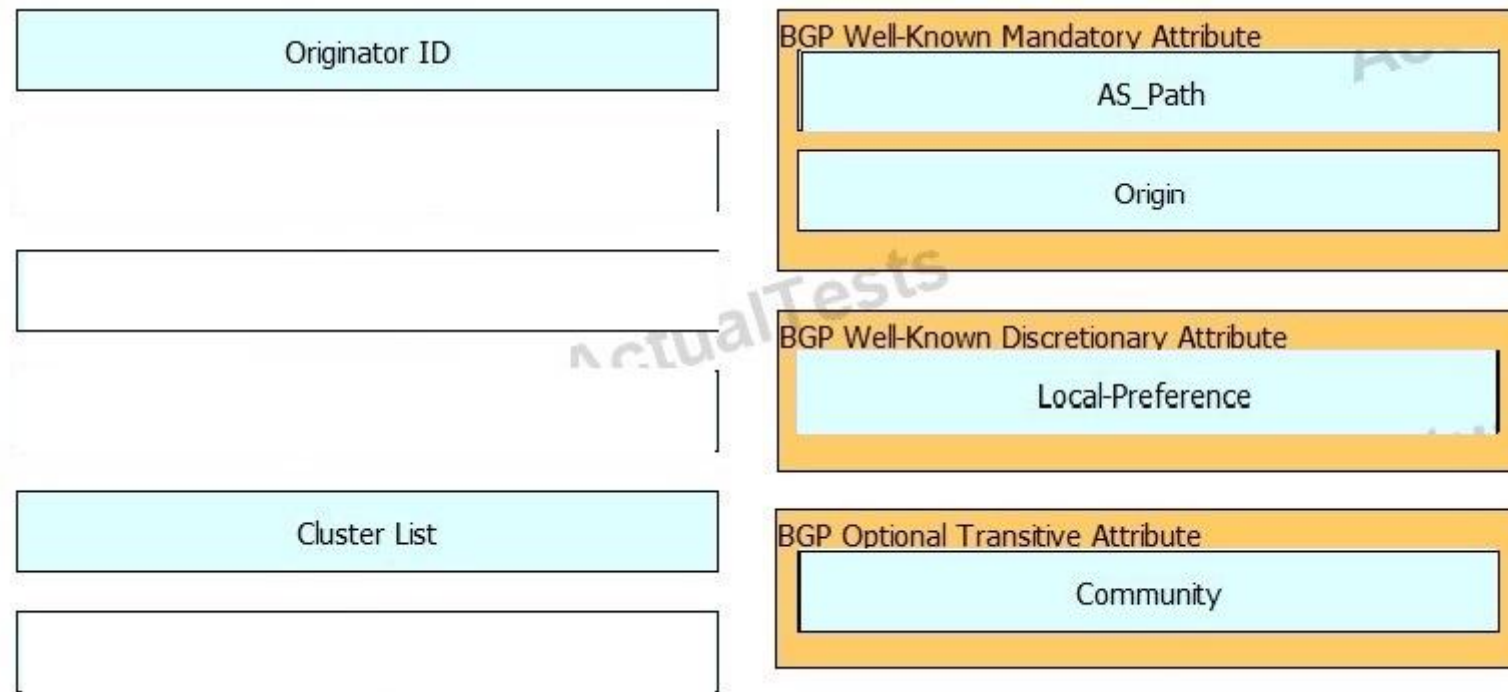 Originator ID
Cluster List
BGP Well-Known Mandatory Attribute
AS_Path
Origin
ActualTests
BGP Well-Known Discretionary Attribute
Local-Preference
BGP Optional Transitive Attribute
Community